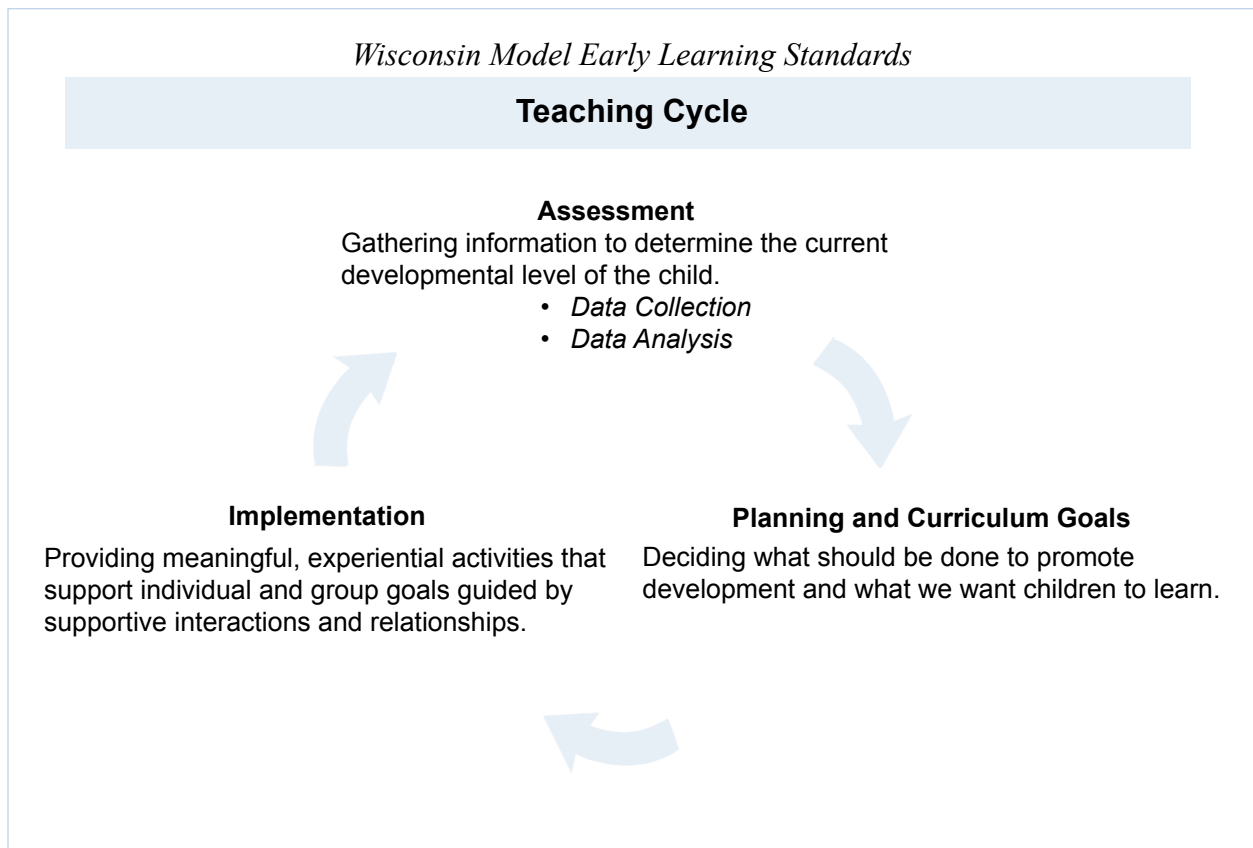 Wisconsin Model Early Learning Standards
Teaching Cycle
Assessment
Gathering information to determine the current
developmental level of the child.
• Data Collection
• Data Analysis
Implementation
Providing meaningful, experiential activities that
support individual and group goals guided by
supportive interactions and relationships.
Planning and Curriculum Goals
Deciding what should be done to promote
development and what we want children to learn.